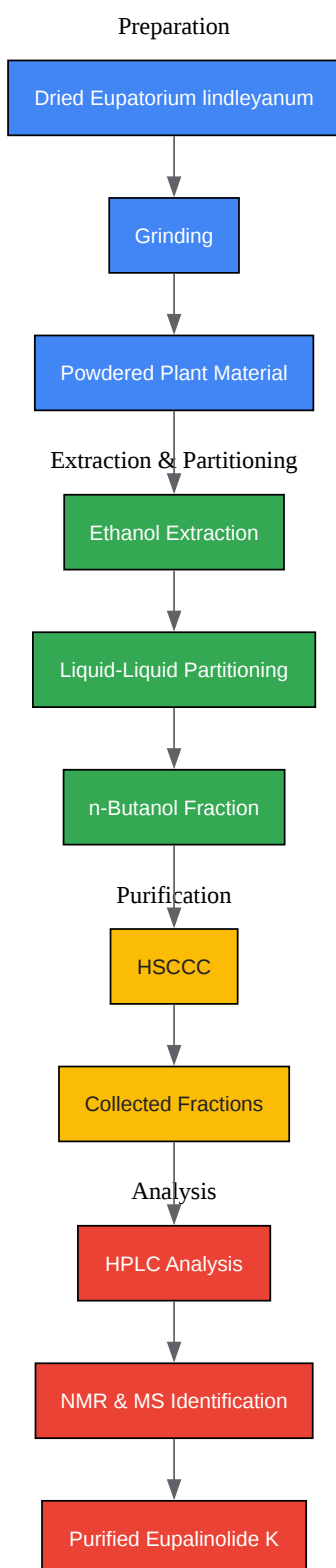 Preparation
Dried Eupatorium lindleyanum
Grinding
Powdered Plant Material
Extraction & Partitioning
Ethanol Extraction
Liquid-Liquid Partitioning
n-Butanol Fraction
Purification
HSCCC
Collected Fractions
Analysis
HPLC Analysis
NMR & MS Identification
Purified Eupalinolide K